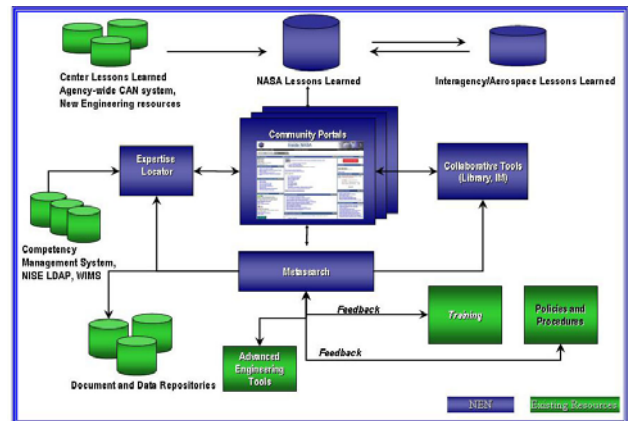 Center Lessons Learned
Agency-wide CAN system,
New Engineering resources
NASA Lessons Learned
Interagency/Aerospace Lessons Learned
Community Portals
Expertise
Locator
Collaborative Tools
(Library, IM)
Competency
Management System,
NISE LDAP, WIMS
Metasearch
Feedback
Training
Policies and
Procedures
Feedback
Advanced
Engineering
Tools
Document and Data Repositories
NEN
Existing Resources